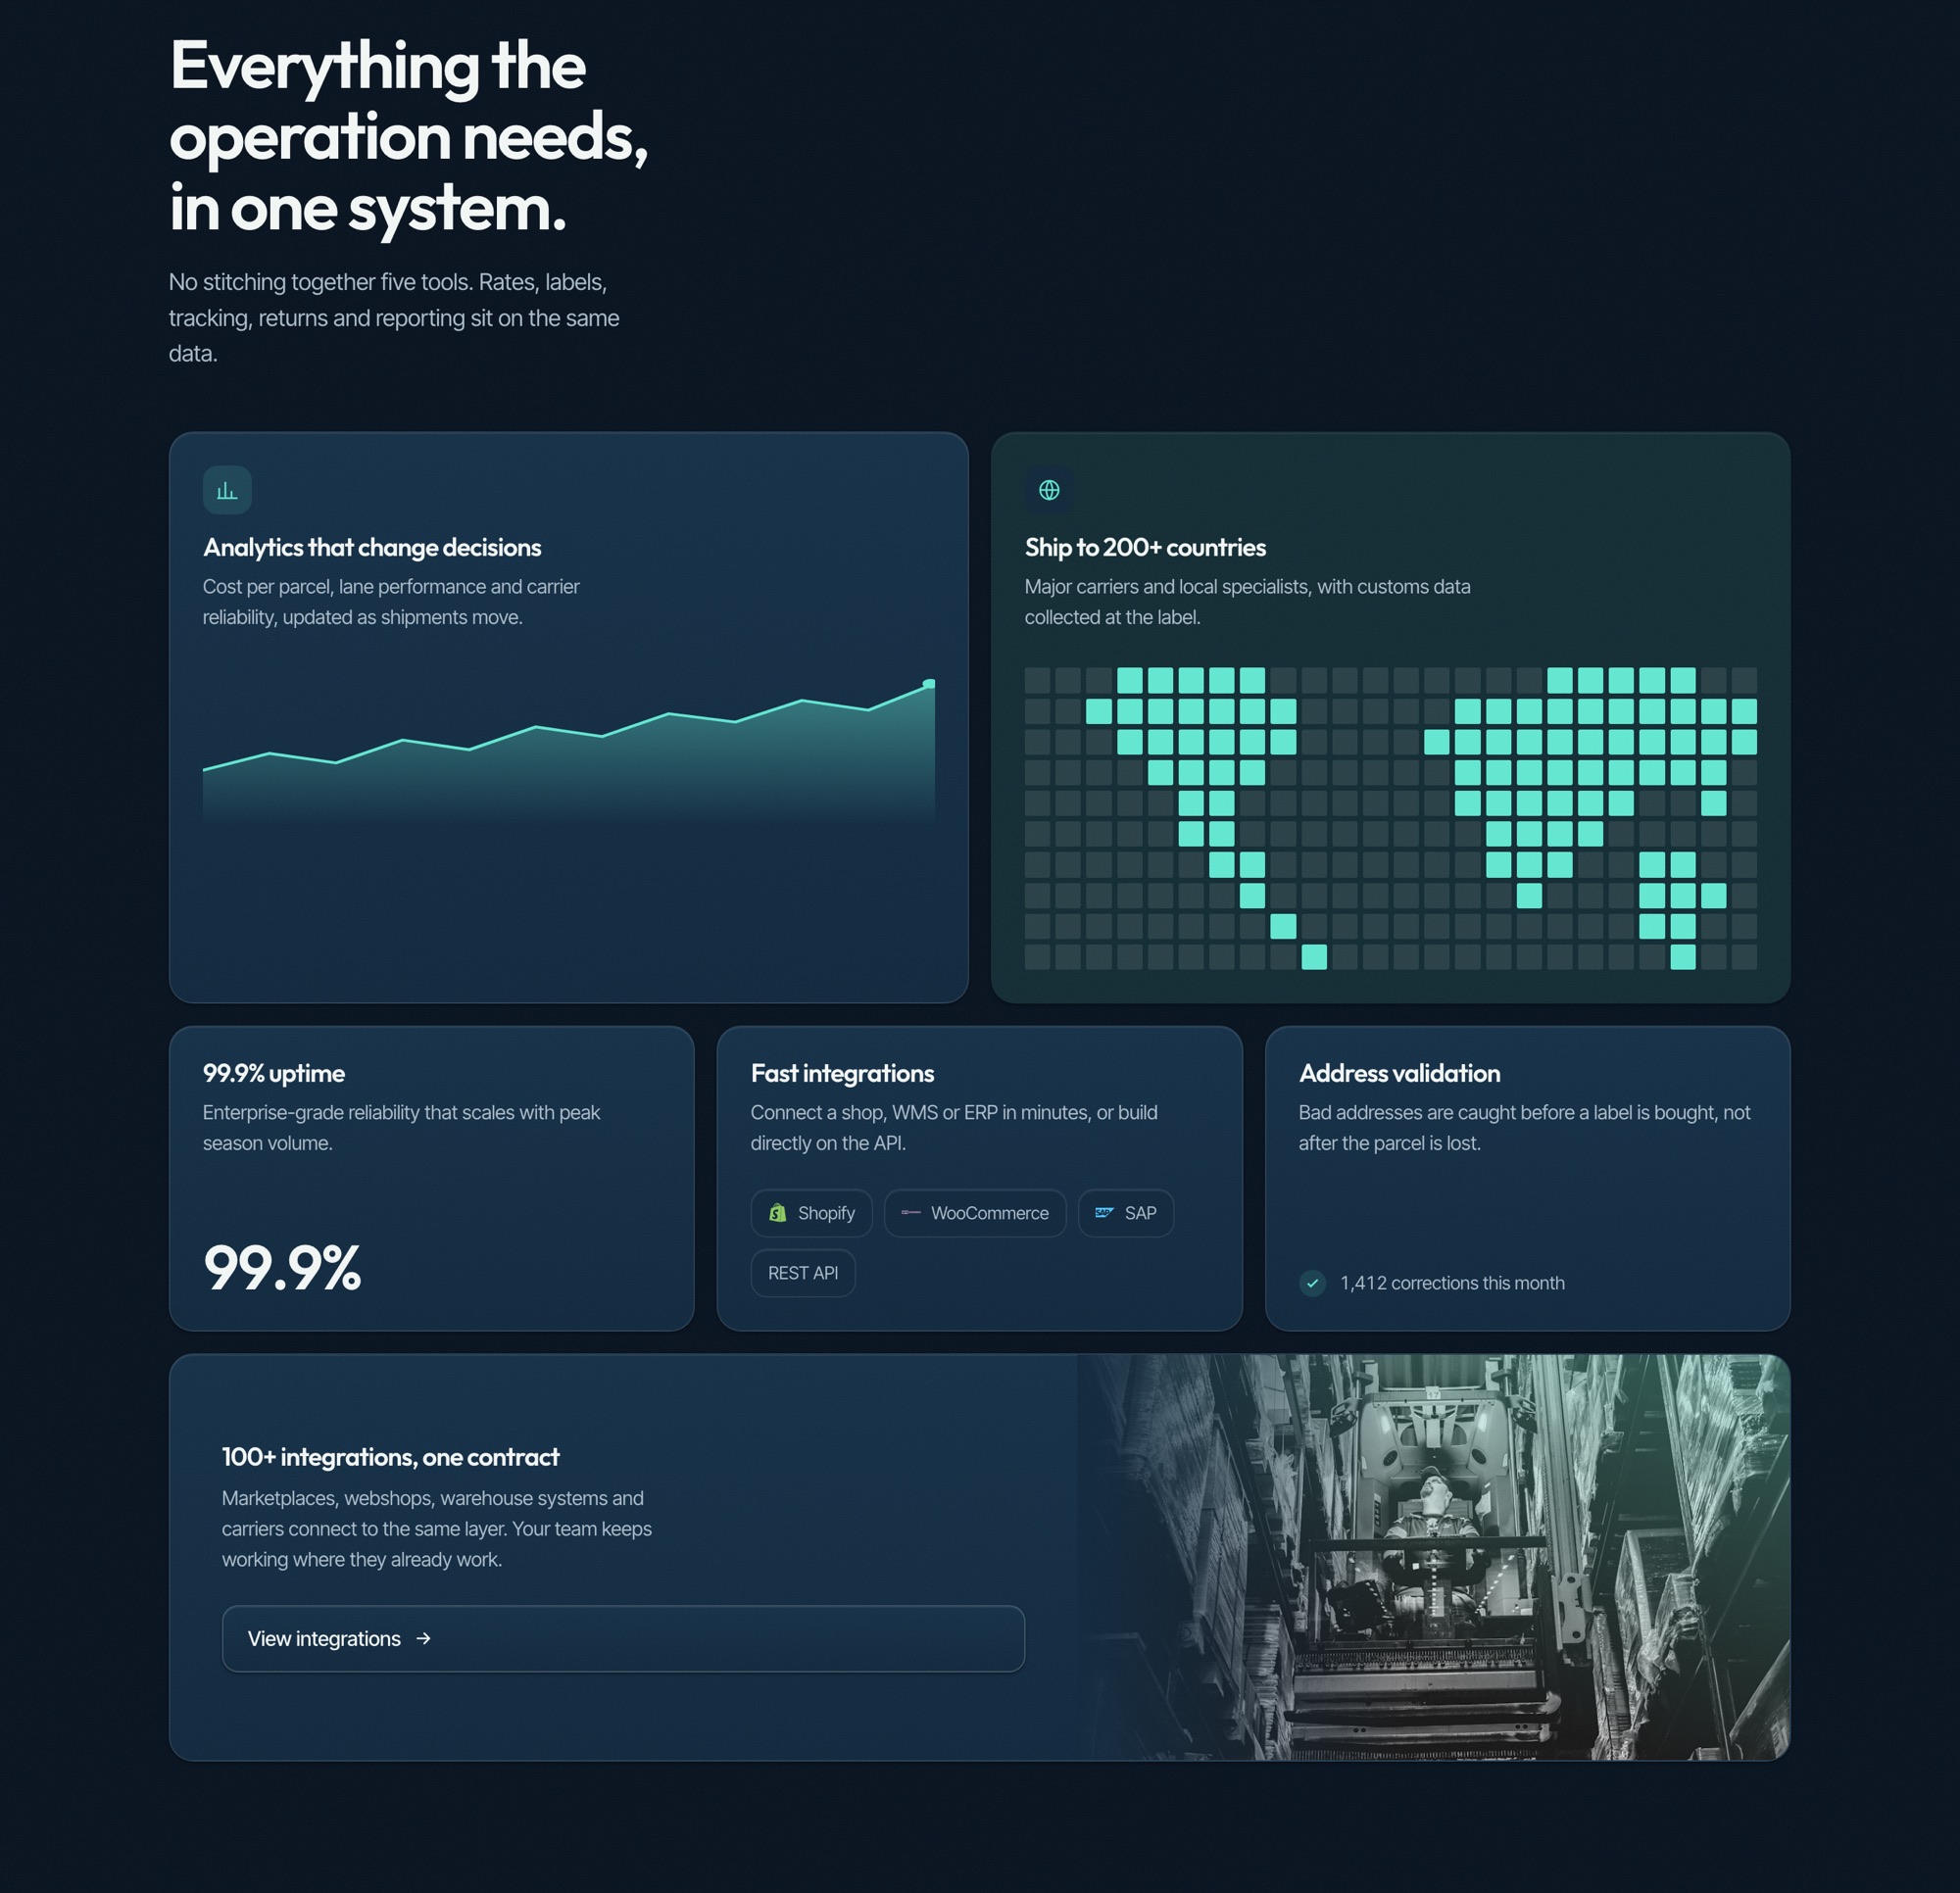 Everything the
operation needs,
in one system.
No stitching together five tools. Rates, labels,
tracking, returns and reporting sit on the same
data.
Analytics that change decisions
Cost per parcel, lane performance and carrier
reliability, updated as shipments move.
Ship to 200+ countries
Major carriers and local specialists, with customs data
collected at the label.
99.9% uptime
Enterprise-grade reliability that scales with peak
season volume.
99.9%
Fast integrations
Connect a shop, WMS or ERP in minutes, or build
directly on the API.
Shopify
WooCommerce
SAP SAP
REST API
Address validation
Bad addresses are caught before a label is bought, not
after the parcel is lost.
1,412 corrections this month
100+ integrations, one contract
Marketplaces, webshops, warehouse systems and
carriers connect to the same layer. Your team keeps
working where they already work.
View integrations →
17